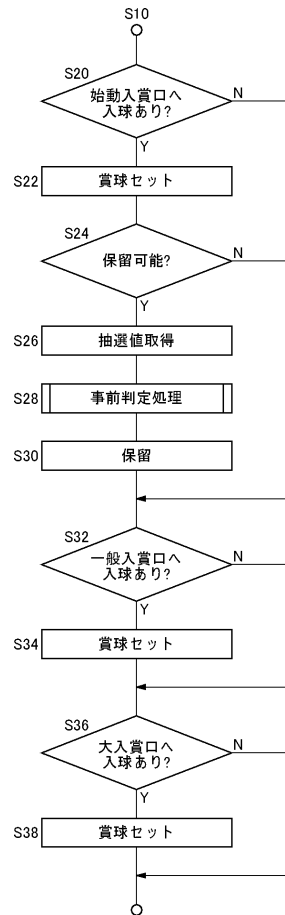 S10
S20
始動入賞口へ
入球あり?
N
Y
S22
賞球セット
S24
保留可能?
N
Y
S26
抽選値取得
S28
事前判定処理
S30
保留
S32
一般入賞口へ
入球あり?
N
Y
S34
賞球セット
S36
大入賞口へ
入球あり?
N
Y
S38
賞球セット